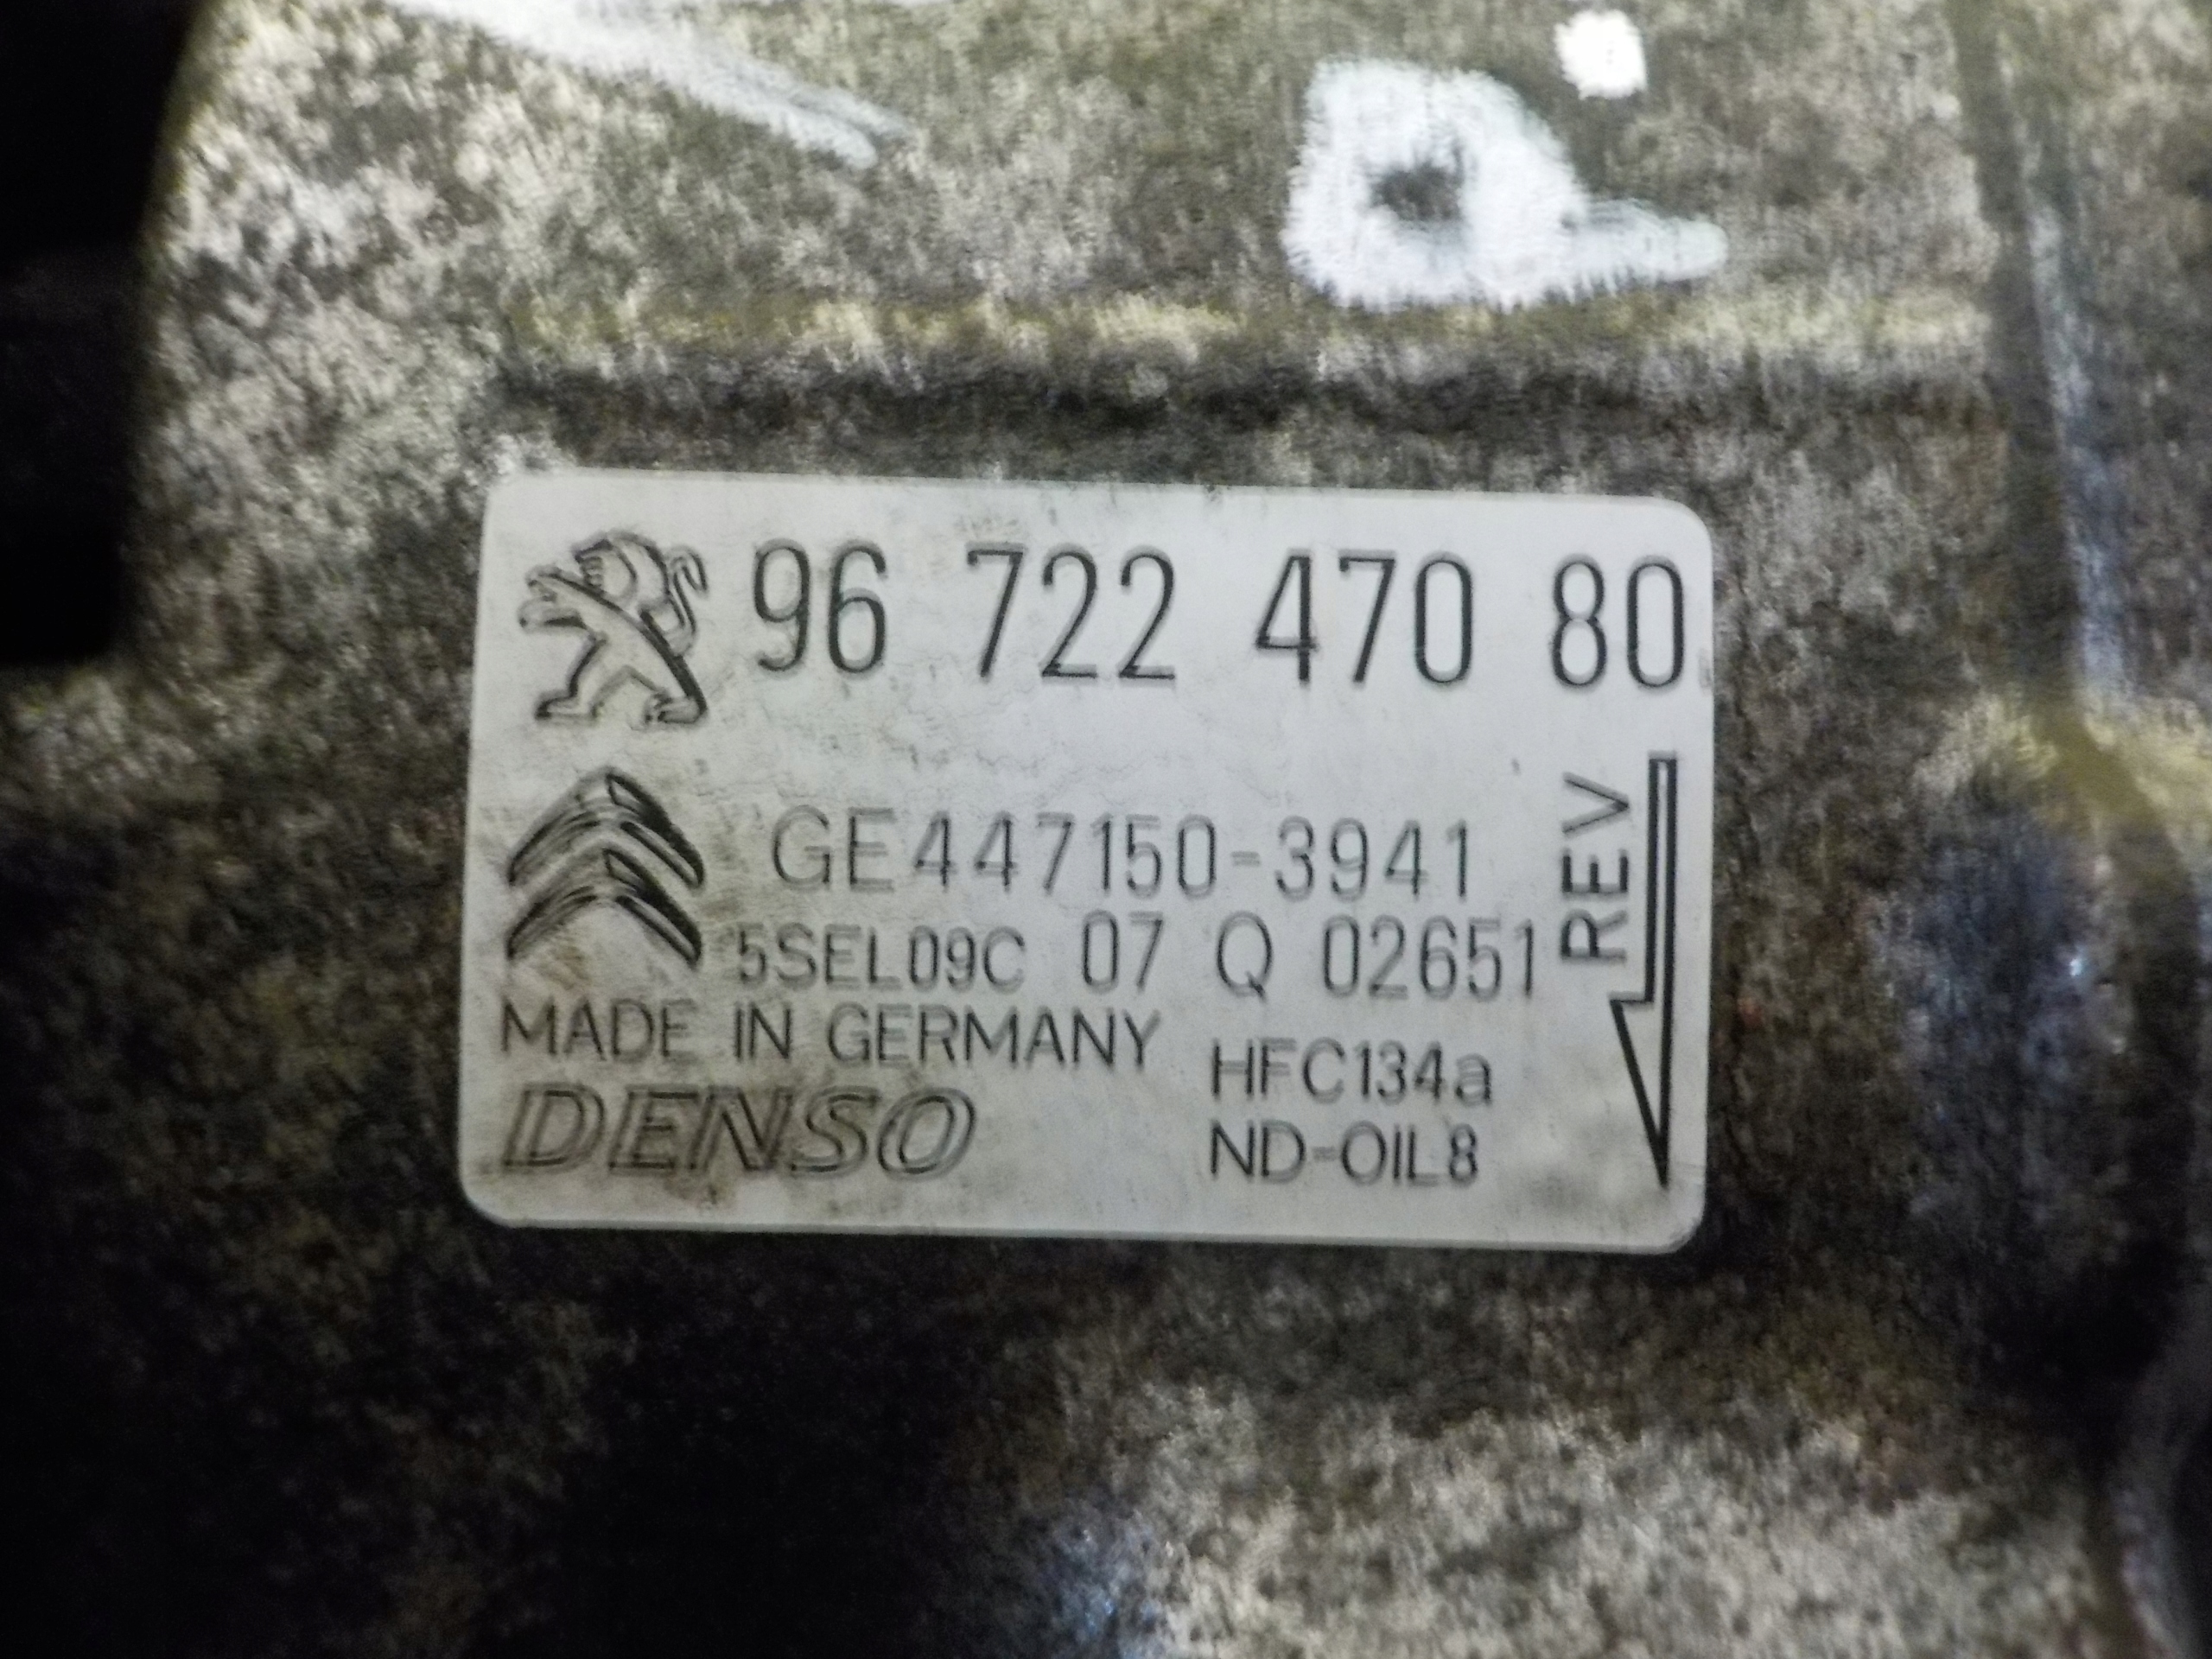 96 722 470 80
GE447150-3941
5SEL09C 07 Q 02651
REV
MADE IN GERMANY
HFC134a
DENSO
ND-OIL8